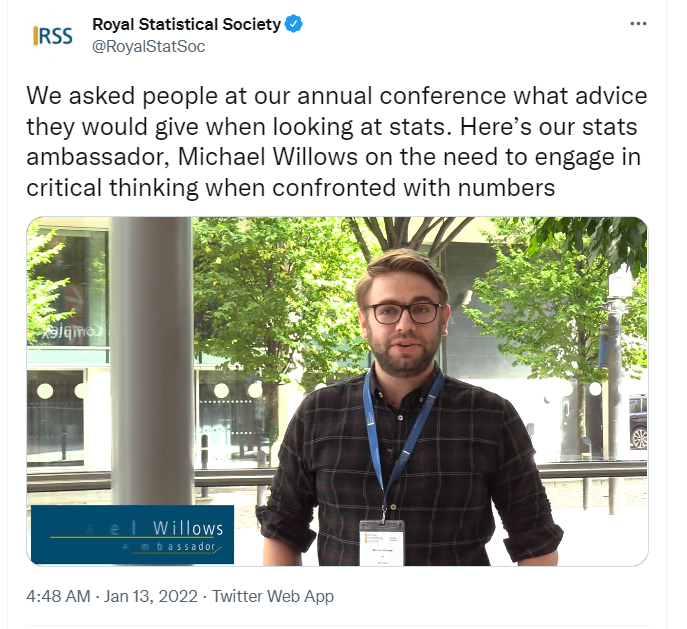 RSS
Royal Statistical Society
@RoyalStatSoc
We asked people at our annual conference what advice
they would give when looking at stats. Here’s our stats
ambassador, Michael Willows on the need to engage in
critical thinking when confronted with numbers
Complex
el Willows
mbassador
4:48 AM · Jan 13, 2022 · Twitter Web App